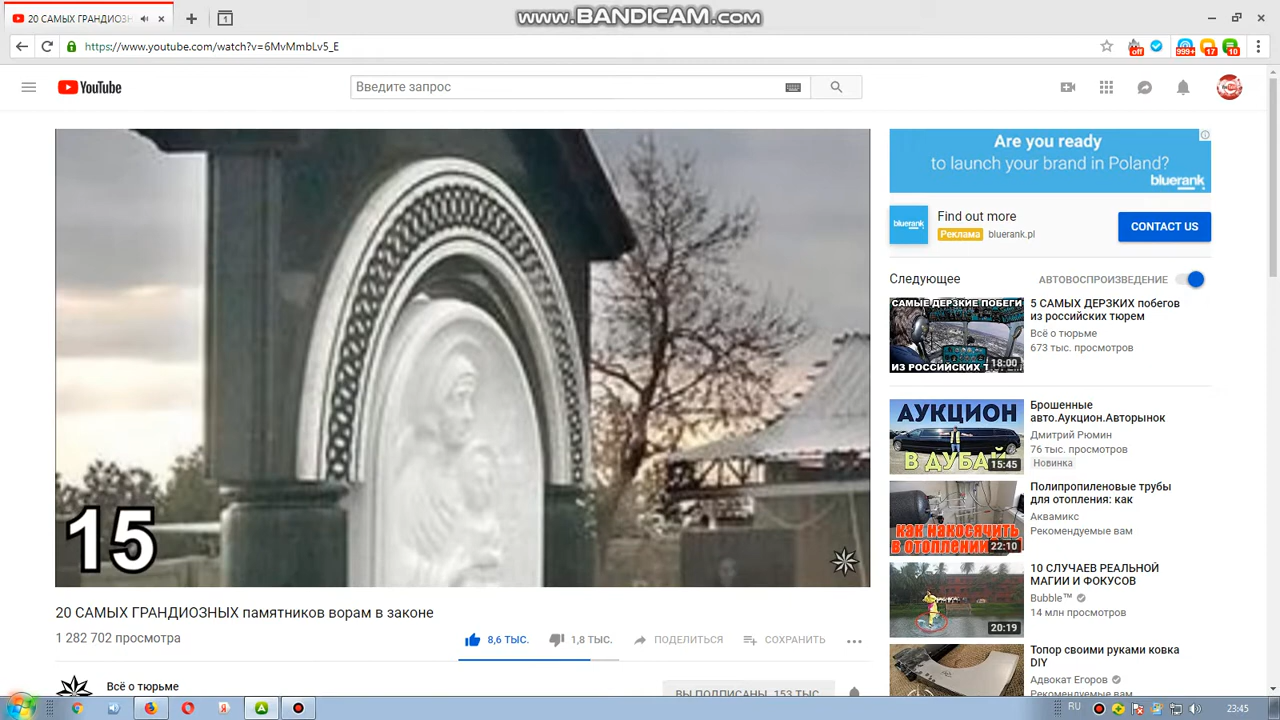 www.BANDICAM.com
20 САМЫХ ГРАНДИОЗН
1
https://www.youtube.com/watch?v=6MvMmbLv5_E
off
999+
17
10
YouTube
Введите запрос
15
20 САМЫХ ГРАНДИОЗНЫХ памятников ворам в законе
1 282 702 просмотра
8,6 ТЫС.
1,8 ТЫС.
ПОДЕЛИТЬСЯ
СОХРАНИТЬ
Всё о тюрьме
ВЫ ПОДПИСАНЫ 153 ТЫС.
Are you ready
to launch your brand in Poland?
bluerank
bluerank
Find out more
Реклама bluerank.pl
CONTACT US
Следующее
АВТОВОСПРОИЗВЕДЕНИЕ
САМЫЕ ДЕРЗКИЕ ПОБЕГИ
ИЗ РОССИЙСКИХ
18:00
5 САМЫХ ДЕРЗКИХ побегов
из российских тюрем
Всё о тюрьме
673 тыс. просмотров
АУКЦИОН
В ДУБАЙ
15:45
Брошенные
авто.Аукцион.Авторынок
Дмитрий Рюмин
76 тыс. просмотров
Новинка
КАК НАКОСЯЧИТЬ
В ОТОПЛЕНИИ
22:10
Полипропиленовые трубы
для отопления: как
Аквамикс
Рекомендуемые вам
20:19
10 СЛУЧАЕВ РЕАЛЬНОЙ
МАГИИ И ФОКУСОВ
Bubble™
14 млн просмотров
Топор своими руками ковка
DIY
Адвокат Егоров
Рекомендуемые вам
RU
23:45